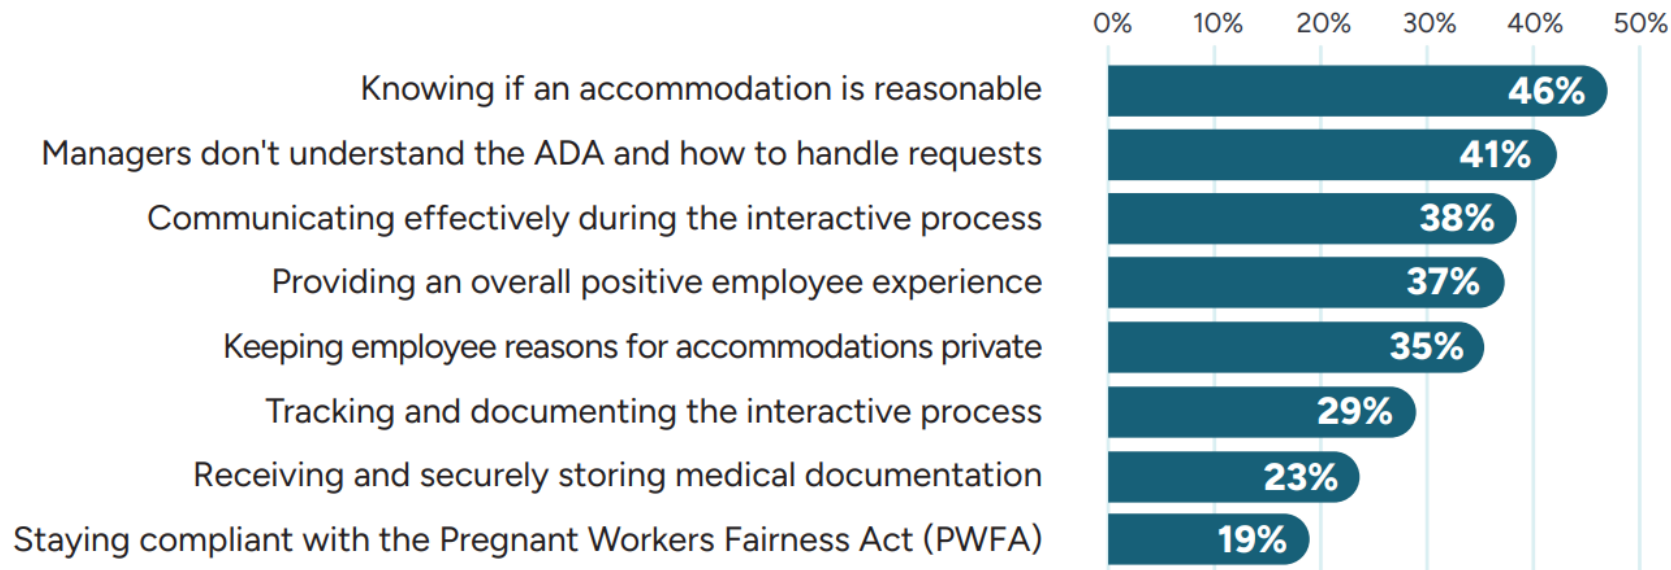 0% 10% 20% 30% 40% 50%
Knowing if an accommodation is reasonable 46%
Managers don't understand the ADA and how to handle requests 41%
Communicating effectively during the interactive process 38%
Providing an overall positive employee experience 37%
Keeping employee reasons for accommodations private 35%
Tracking and documenting the interactive process 29%
Receiving and securely storing medical documentation 23%
Staying compliant with the Pregnant Workers Fairness Act (PWFA) 19%